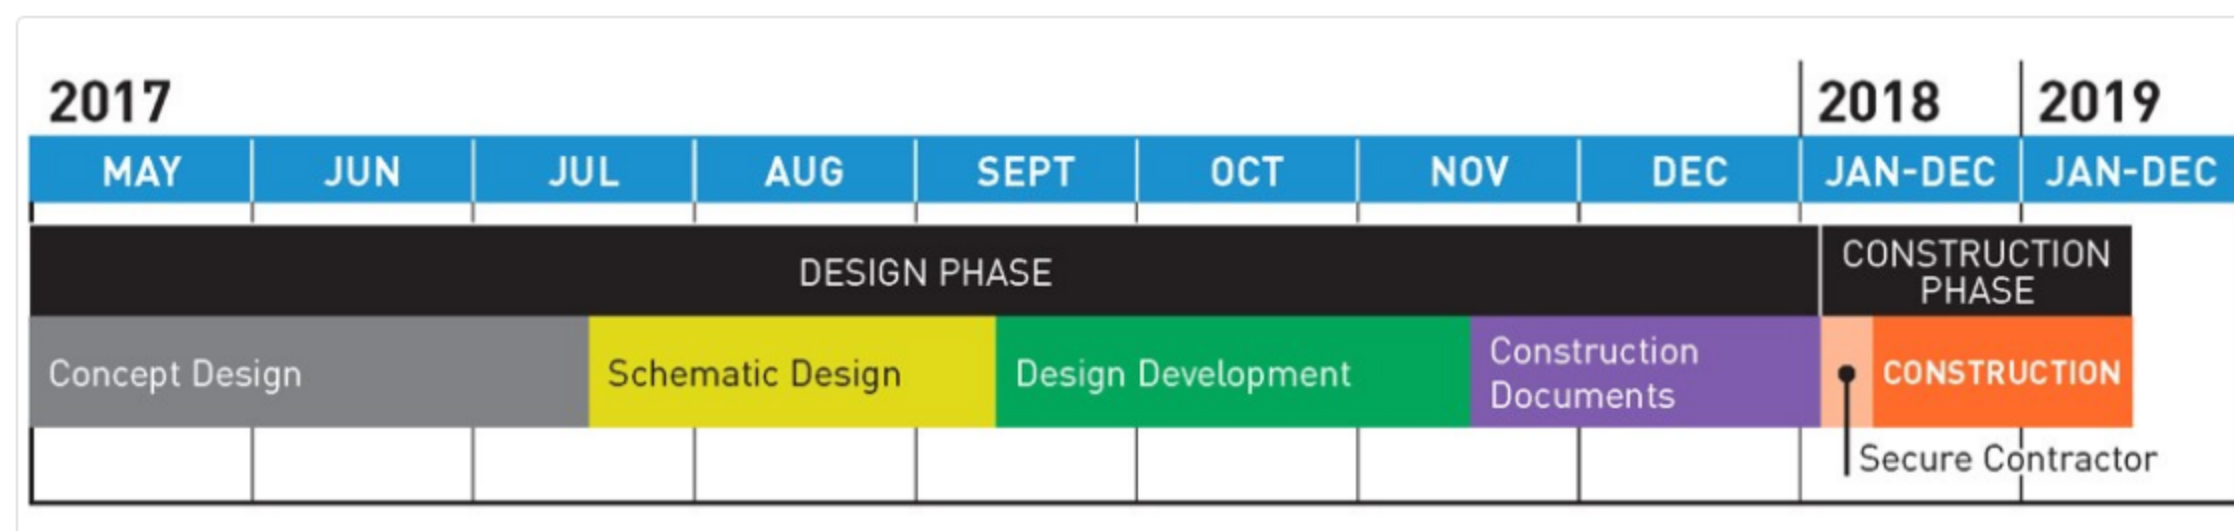 2017 2018 2019
MAY JUN JUL AUG SEPT OCT NOV DEC JAN-DEC JAN-DEC
DESIGN PHASE
CONSTRUCTION
PHASE
Concept Design
Schematic Design
Design Development
Construction
Documents
CONSTRUCTION
Secure Contractor